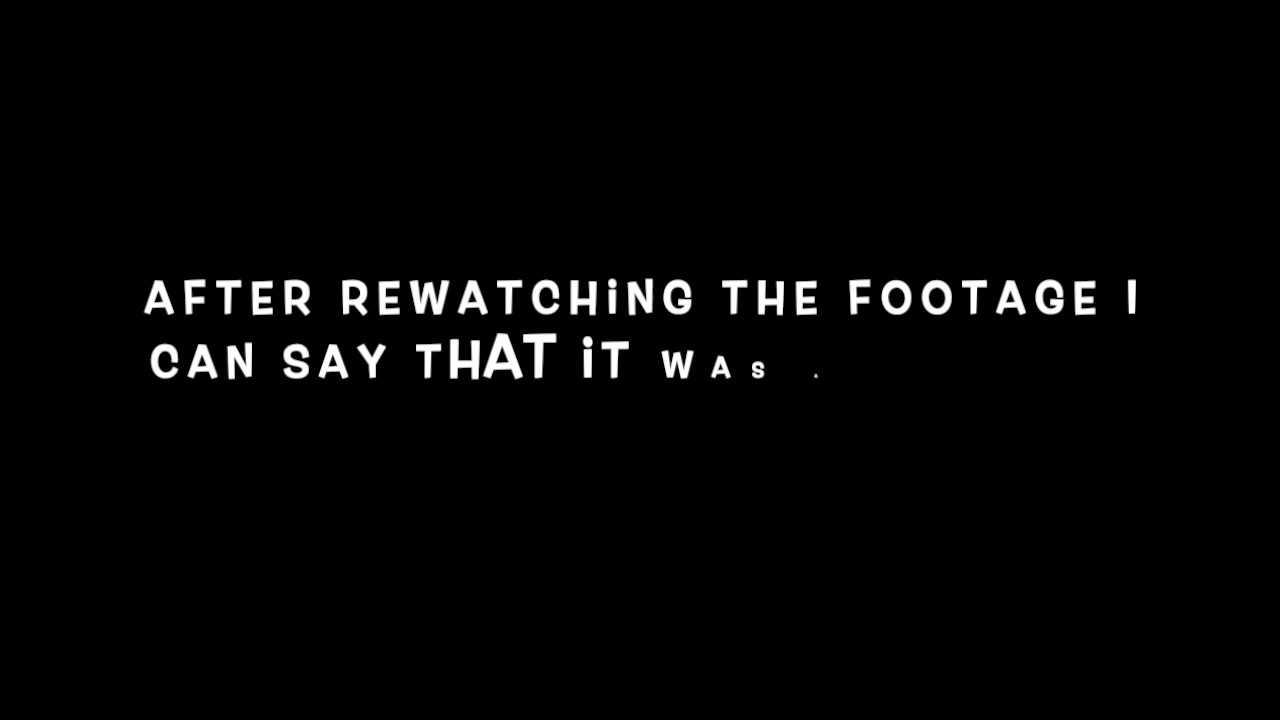 AFTER REWATCHING THE FOOTAGE I
CAN SAY THAT iT WAS